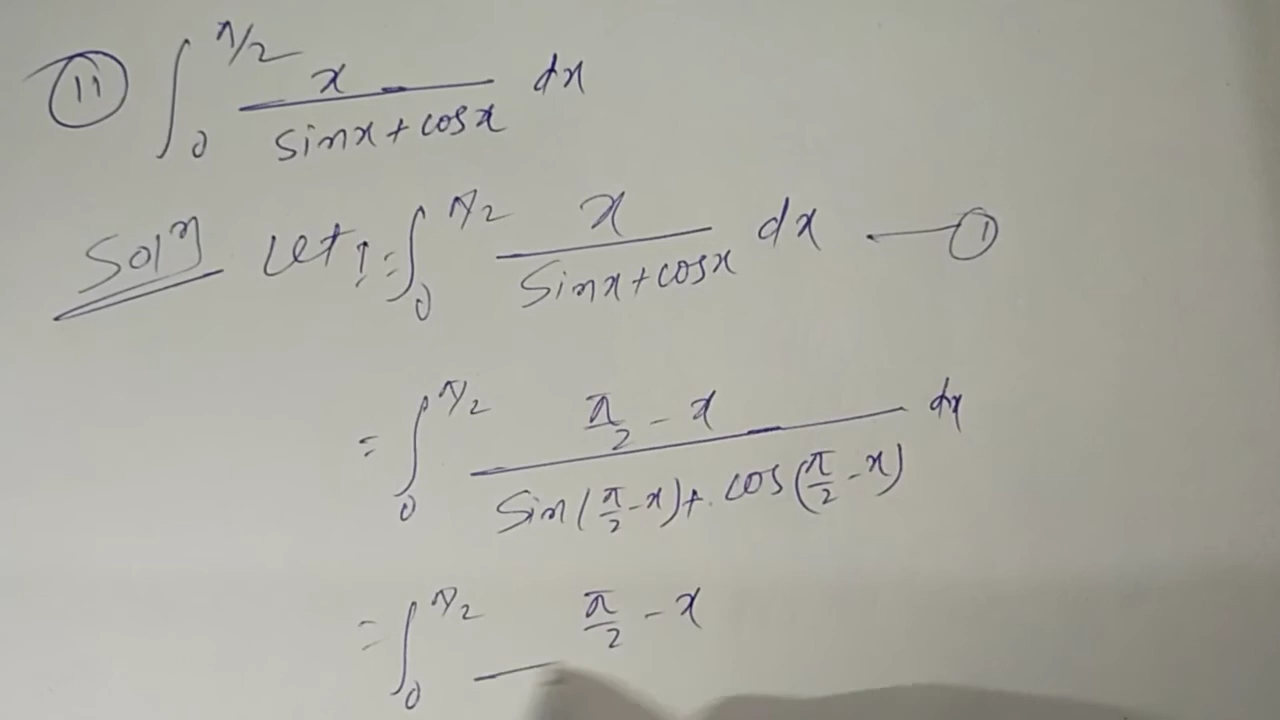 (11) ∫₀^{π/2} x/(sinx + cosx) dx
Solⁿ Let I = ∫₀^{π/2} x/(sinx + cosx) dx — (1)
= ∫₀^{π/2} (π/2 - x)/(sin(π/2 - x) + cos(π/2 - x)) dx
= ∫₀^{π/2} π/2 - x